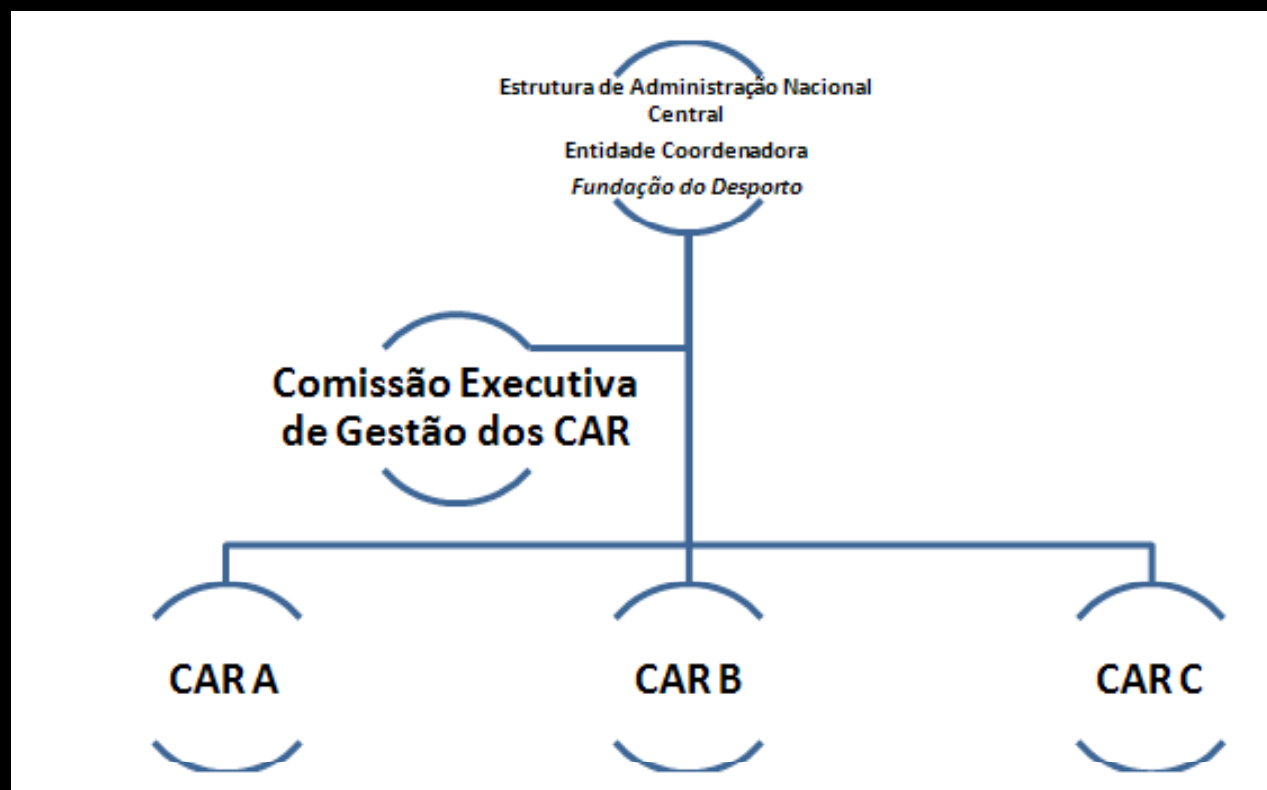 Estrutura de Administração Nacional
Central
Entidade Coordenadora
Fundação do Desporto
Comissão Executiva
de Gestão dos CAR
CAR A
CAR B
CAR C